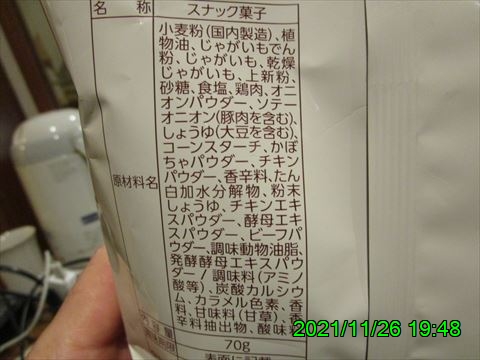 名 称
スナック菓子
原材料名
小麦粉(国内製造)、植
物油、じゃがいもでん
粉、じゃがいも、乾燥
じゃがいも、上新粉、
砂糖、食塩、鶏肉、オニ
オンパウダー、ソテー
オニオン(豚肉を含む)、
しょうゆ(大豆を含む)、
コーンスターチ、かぼ
ちゃパウダー、チキン
パウダー、香辛料、たん
白加水分解物、粉末
しょうゆ、チキンエキ
スパウダー、酵母エキ
スパウダー、ビーフパ
ウダー、調味動物油脂、
発酵酵母エキスパウ
ダー/調味料(アミノ
酸等)、炭酸カルシウ
ム、カラメル色素、香
料、甘味料(甘草)、香
辛料抽出物、酸味料
内容量
70g
表面に記載
2021/11/26 19:48